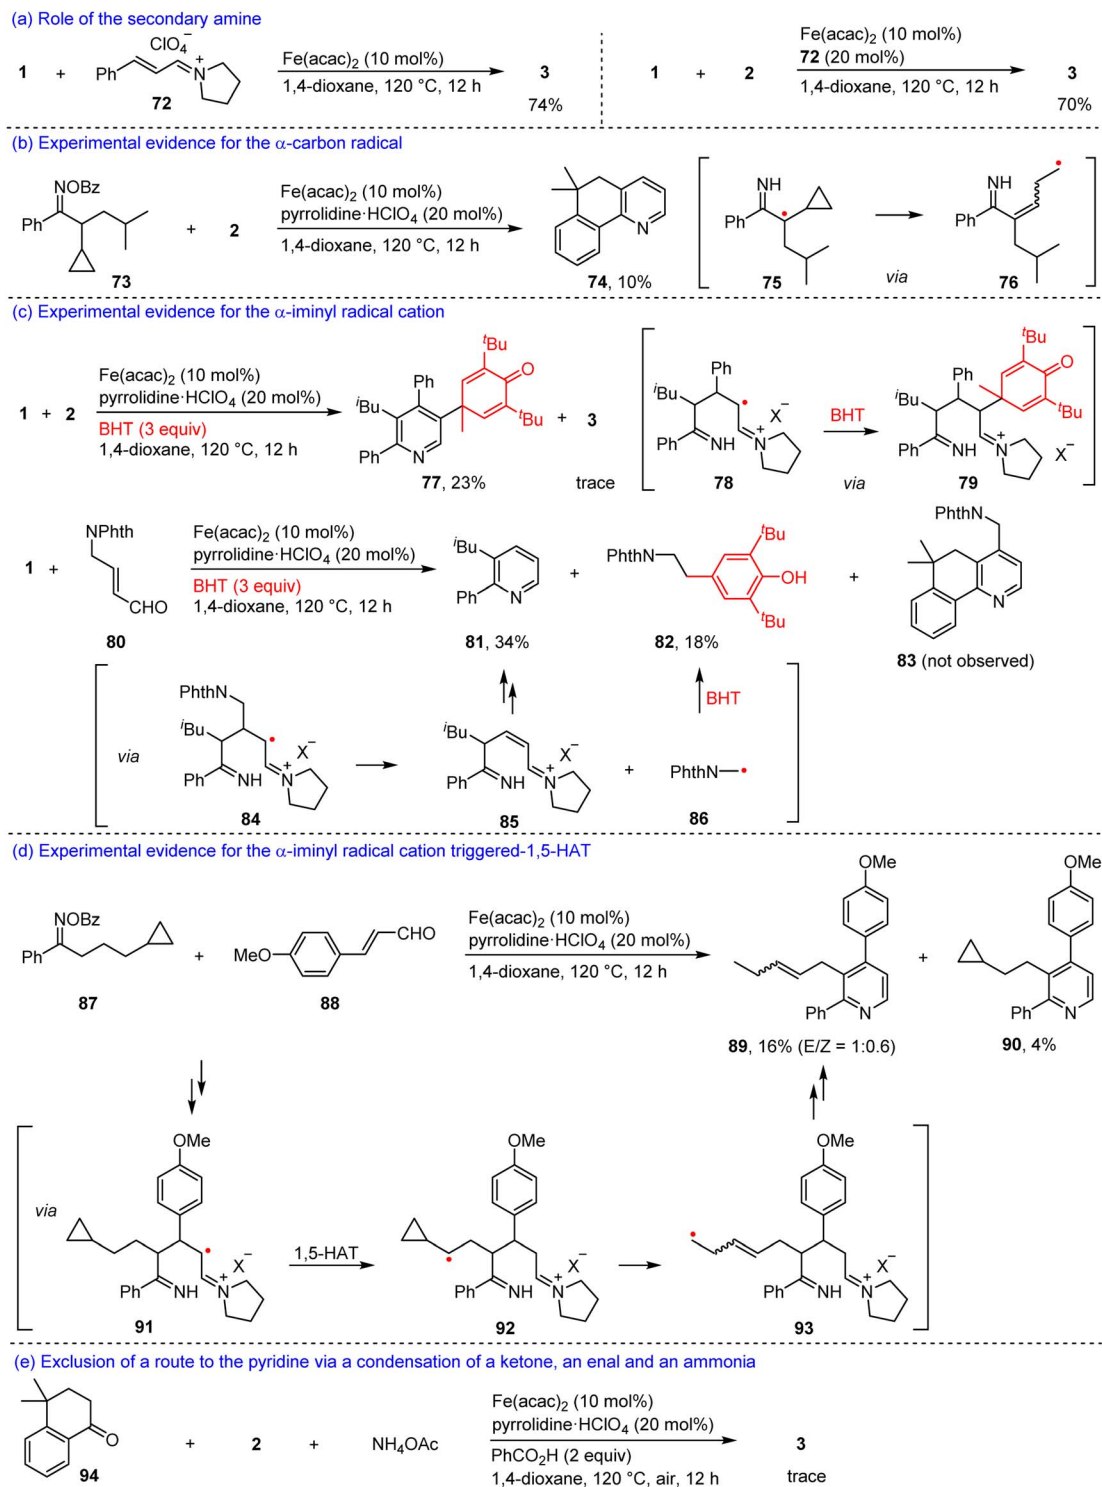 (a) Role of the secondary amine
1 + Ph ClO4− N+ 72 Fe(acac)2 (10 mol%) 1,4-dioxane, 120 °C, 12 h 3 74%
1 + 2 Fe(acac)2 (10 mol%) 72 (20 mol%) 1,4-dioxane, 120 °C, 12 h 3 70%
(b) Experimental evidence for the α-carbon radical
NOBz Ph 73 + 2 Fe(acac)2 (10 mol%) pyrrolidine·HClO4 (20 mol%) 1,4-dioxane, 120 °C, 12 h N 74, 10%
NH Ph 75 via NH Ph 76
(c) Experimental evidence for the α-iminyl radical cation
1 + 2 Fe(acac)2 (10 mol%) pyrrolidine·HClO4 (20 mol%) BHT (3 equiv) 1,4-dioxane, 120 °C, 12 h
Ph iBu Ph N tBu O tBu 77, 23% + 3 trace
Ph iBu Ph NH N+ X− 78 BHT via Ph iBu Ph NH N+ X− tBu O tBu 79
1 + NPhth CHO 80 Fe(acac)2 (10 mol%) pyrrolidine·HClO4 (20 mol%) BHT (3 equiv) 1,4-dioxane, 120 °C, 12 h
iBu Ph N 81, 34% + PhthN tBu OH tBu 82, 18% + PhthN N 83 (not observed)
via PhthN iBu Ph NH N+ X− 84 iBu Ph NH N+ X− 85 + PhthN 86 BHT
(d) Experimental evidence for the α-iminyl radical cation triggered-1,5-HAT
NOBz Ph 87 + MeO CHO 88 Fe(acac)2 (10 mol%) pyrrolidine·HClO4 (20 mol%) 1,4-dioxane, 120 °C, 12 h
OMe Ph N 89, 16% (E/Z = 1:0.6) + OMe Ph N 90, 4%
via OMe Ph NH N+ X− 91 1,5-HAT OMe Ph NH N+ X− 92 OMe Ph NH N+ X− 93
(e) Exclusion of a route to the pyridine via a condensation of a ketone, an enal and an ammonia
O 94 + 2 + NH4OAc Fe(acac)2 (10 mol%) pyrrolidine·HClO4 (20 mol%) PhCO2H (2 equiv) 1,4-dioxane, 120 °C, air, 12 h 3 trace